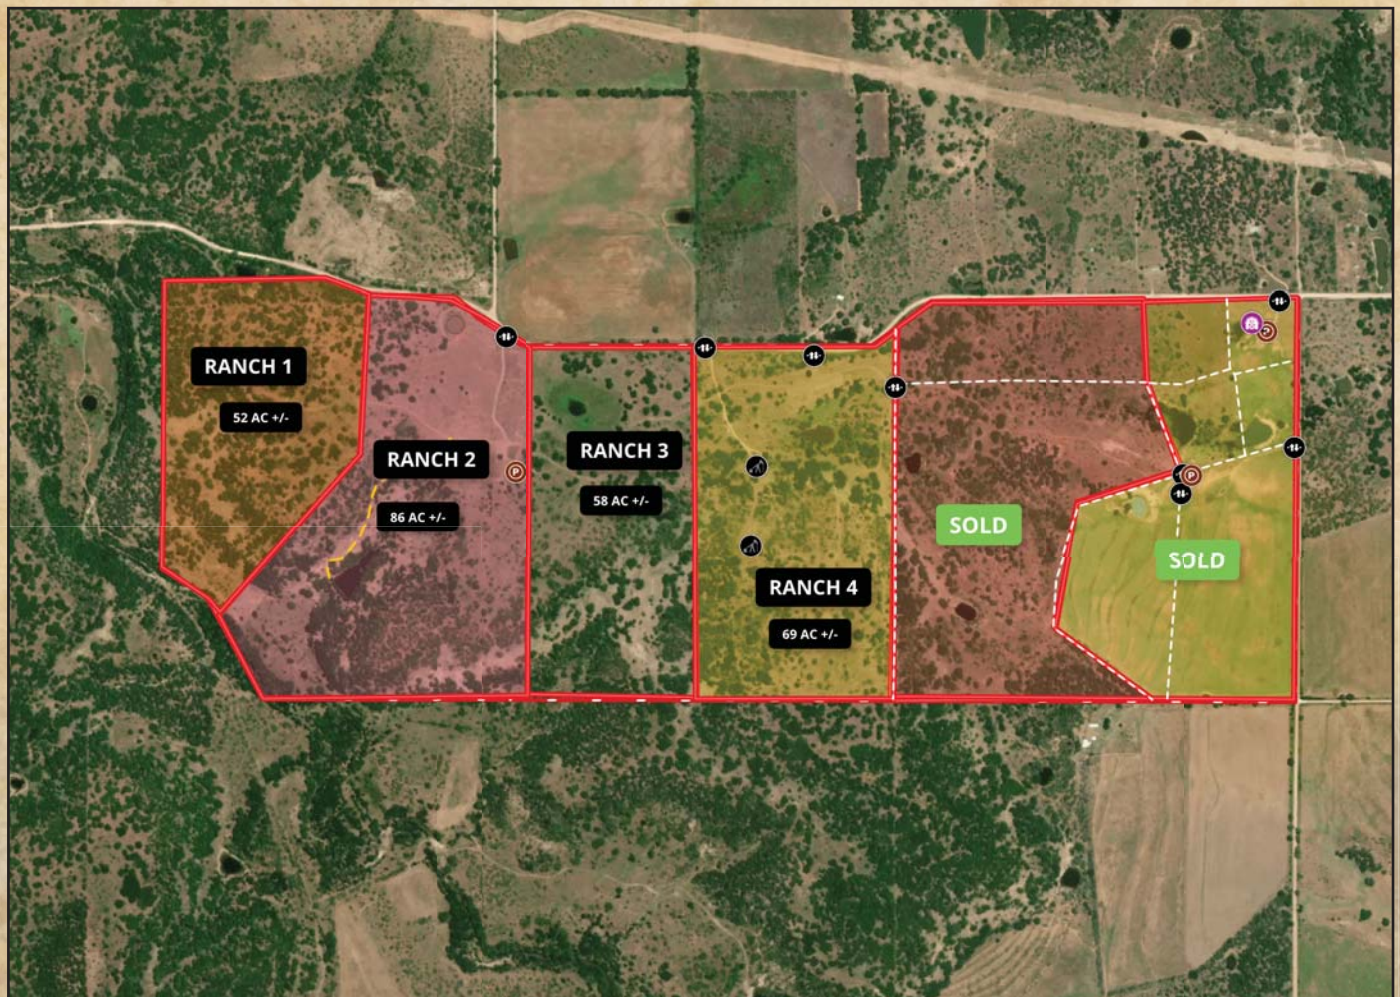 RANCH 1
52 AC +/-
RANCH 2
86 AC +/-
RANCH 3
58 AC +/-
RANCH 4
69 AC +/-
SOLD
SOLD
P
P
P